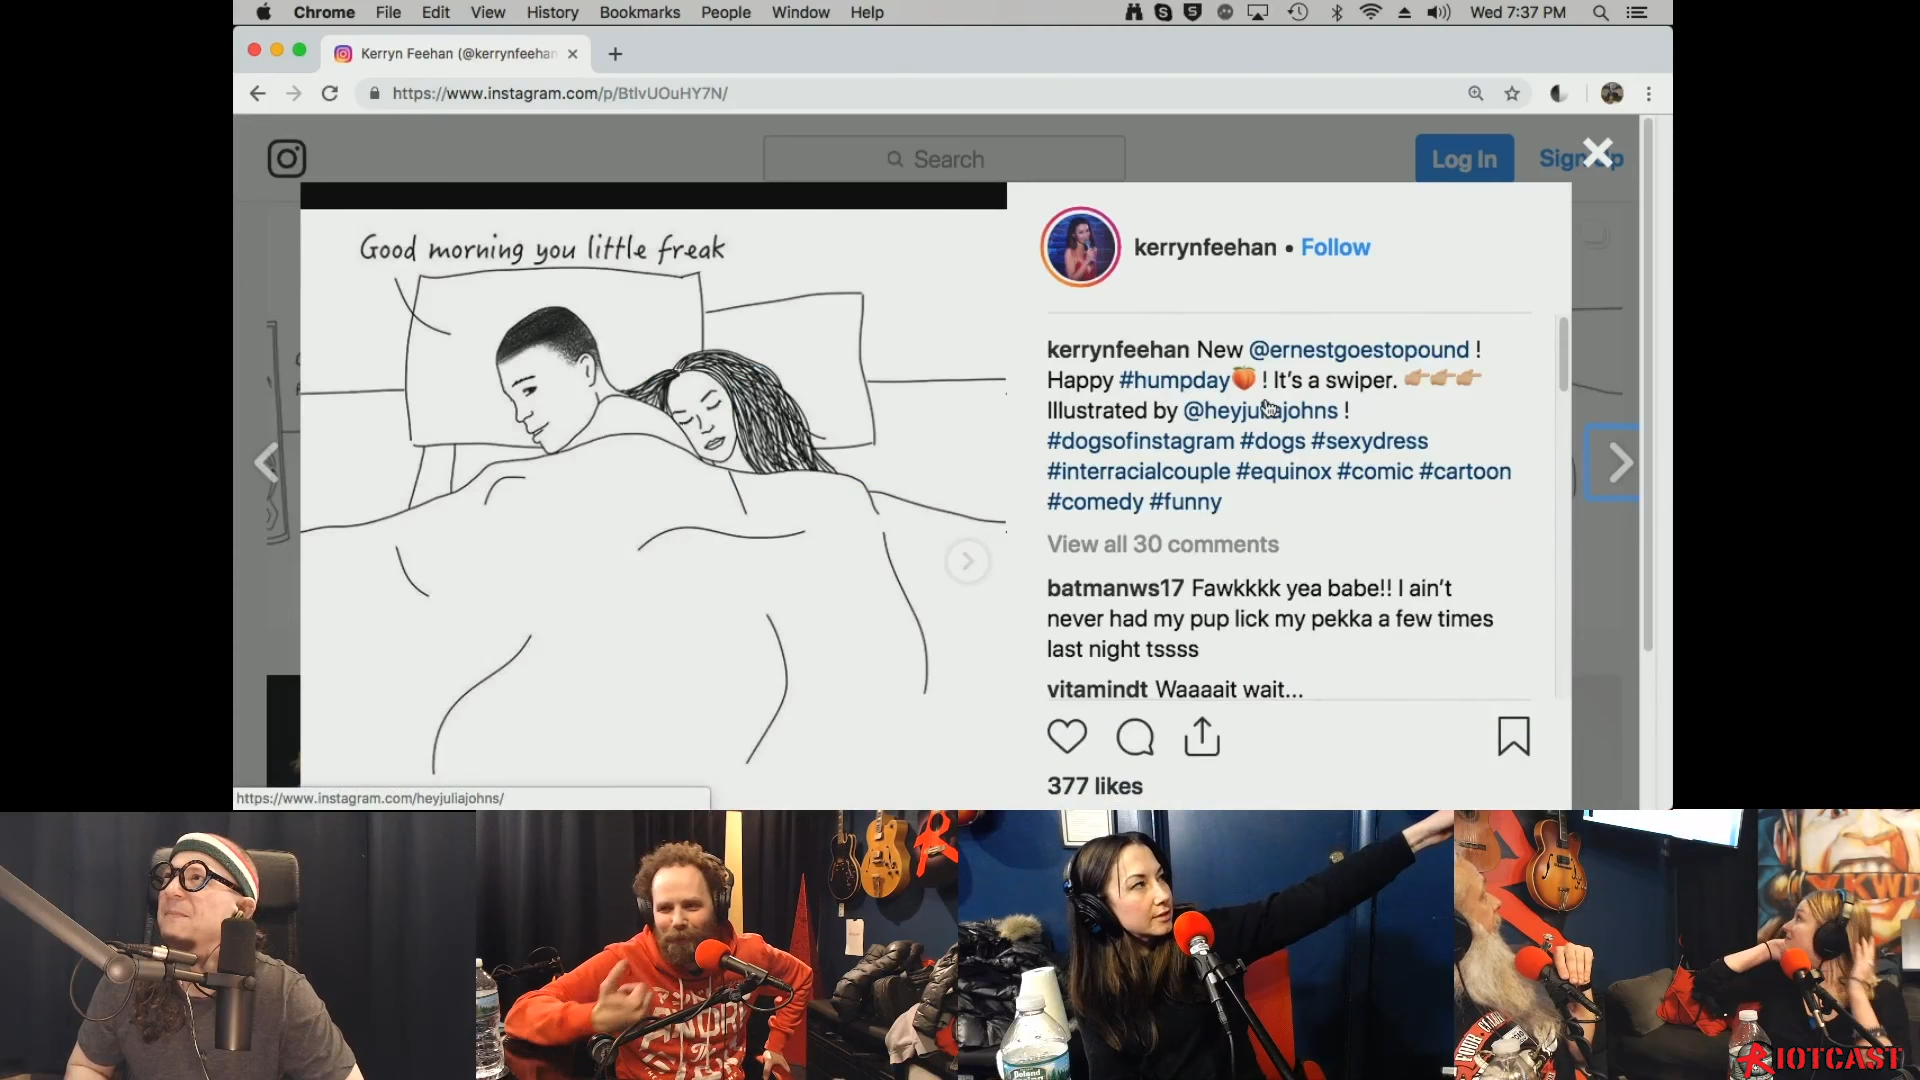 Chrome File Edit View History Bookmarks People Window Help
Wed 7:37 PM
Kerryn Feehan (@kerrynfeehan
https://www.instagram.com/p/BtlvUOuHY7N/
Search
Log In
Sign Up
Good morning you little freak
kerrynfeehan • Follow
kerrynfeehan New @ernestgoestopound !
Happy #humpday🍑 ! It's a swiper. 👉🏼👉🏼👉🏼
Illustrated by @heyjuliajohns !
#dogsofinstagram #dogs #sexydress
#interracialcouple #equinox #comic #cartoon
#comedy #funny
View all 30 comments
batmanws17 Fawkkkk yea babe!! I ain't
never had my pup lick my pekka a few times
last night tssss
vitamindt Waaaait wait...
377 likes
https://www.instagram.com/heyjuliajohns/
YKWD
RIOTCAST